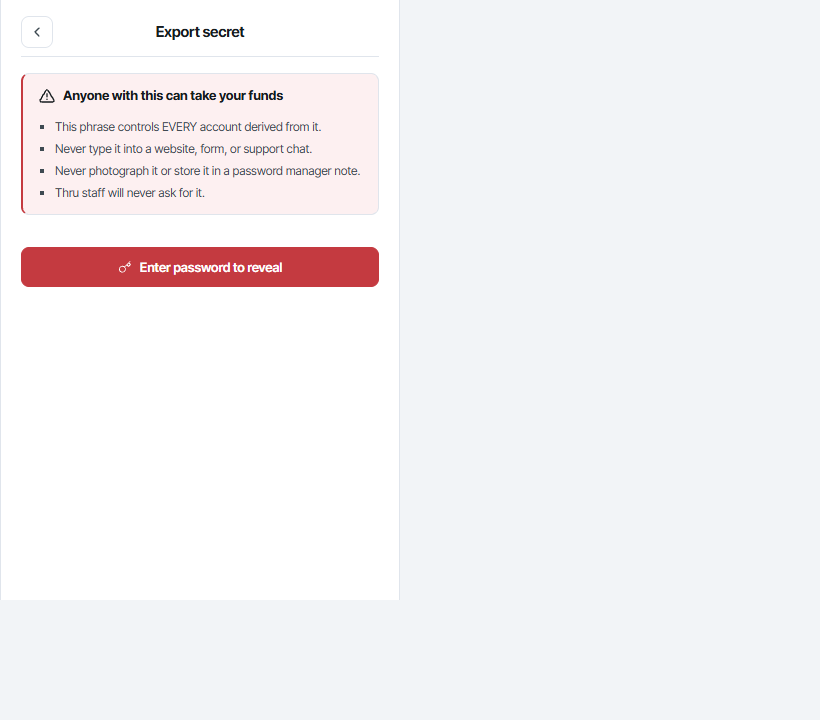 Export secret
Anyone with this can take your funds
This phrase controls EVERY account derived from it.
Never type it into a website, form, or support chat.
Never photograph it or store it in a password manager note.
Thru staff will never ask for it.
Enter password to reveal